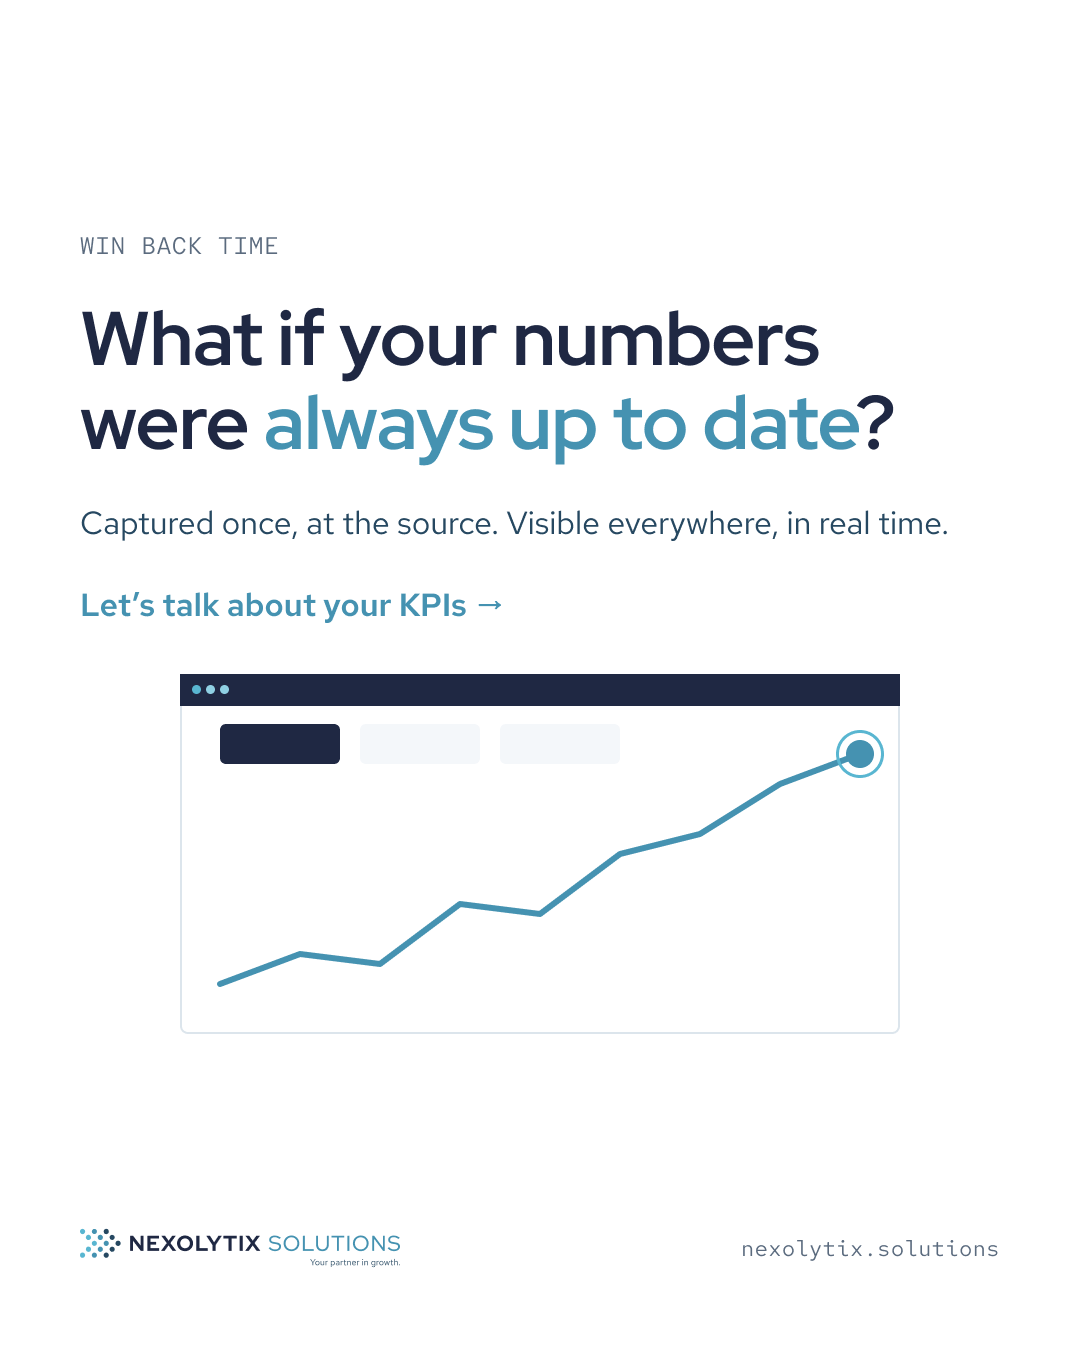 WIN BACK TIME
What if your numbers
were always up to date?
Captured once, at the source. Visible everywhere, in real time.
Let’s talk about your KPIs →
NEXOLYTIX SOLUTIONS
Your partner in growth.
nexolytix.solutions